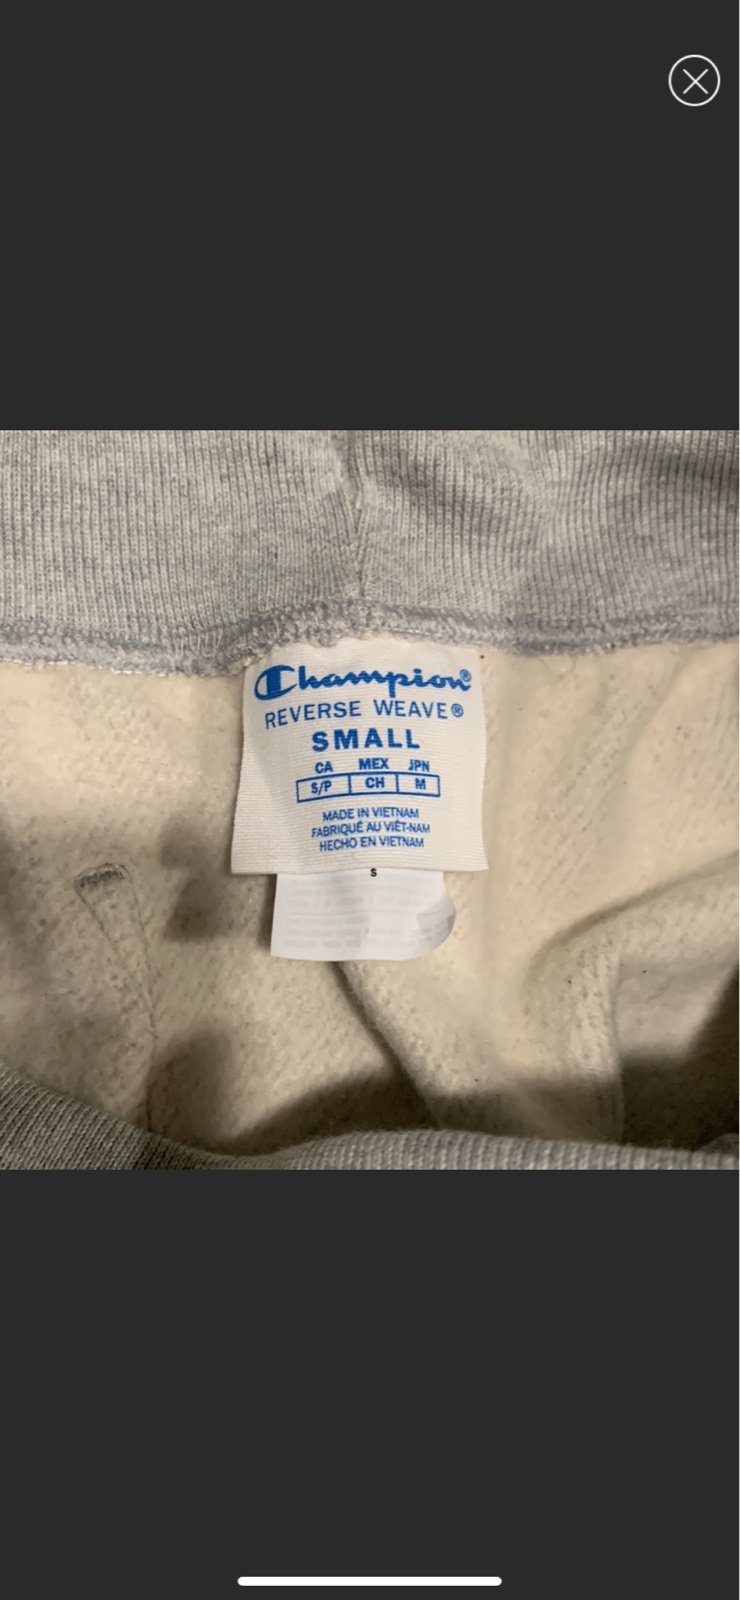 Champion®
REVERSE WEAVE®
SMALL
CA MEX JPN
S/P CH M
MADE IN VIETNAM
FABRIQUÉ AU VIÊT-NAM
HECHO EN VIETNAM
S